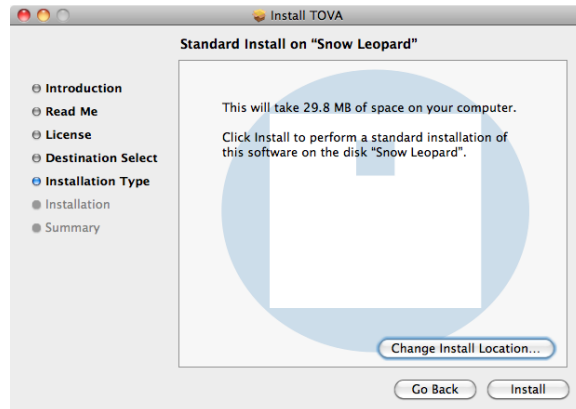 Install TOVA
Standard Install on “Snow Leopard”
Introduction
Read Me
License
Destination Select
Installation Type
Installation
Summary
This will take 29.8 MB of space on your computer.
Click Install to perform a standard installation of
this software on the disk “Snow Leopard”.
Change Install Location...
Go Back
Install